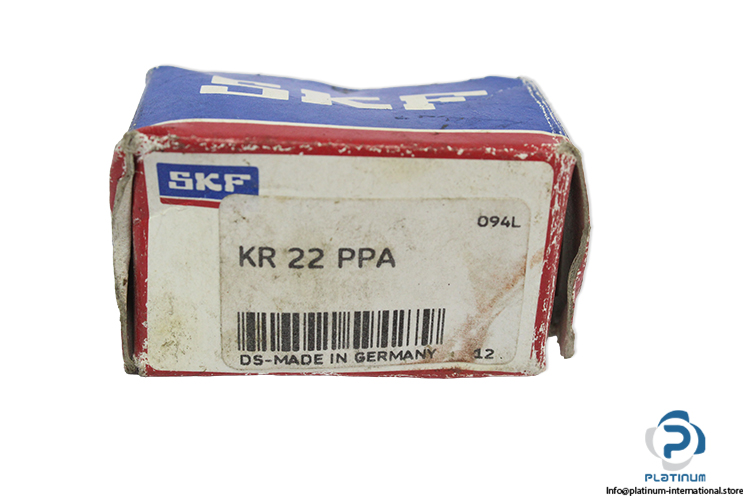 SKF
SKF
094L
KR 22 PPA
DS-MADE IN GERMANY 12
PLATINUM
Info@platinum-international.store